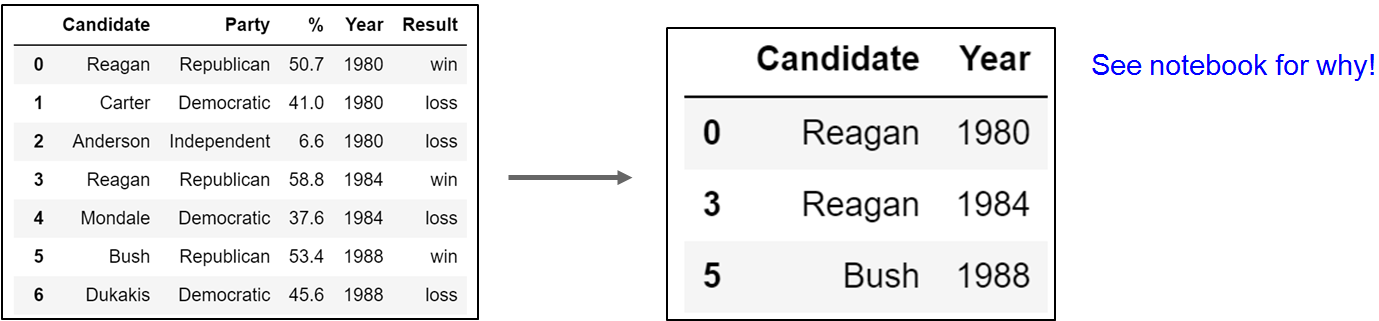 Candidate Party % Year Result
0 Reagan Republican 50.7 1980 win
1 Carter Democratic 41.0 1980 loss
2 Anderson Independent 6.6 1980 loss
3 Reagan Republican 58.8 1984 win
4 Mondale Democratic 37.6 1984 loss
5 Bush Republican 53.4 1988 win
6 Dukakis Democratic 45.6 1988 loss
Candidate Year
0 Reagan 1980
3 Reagan 1984
5 Bush 1988
See notebook for why!